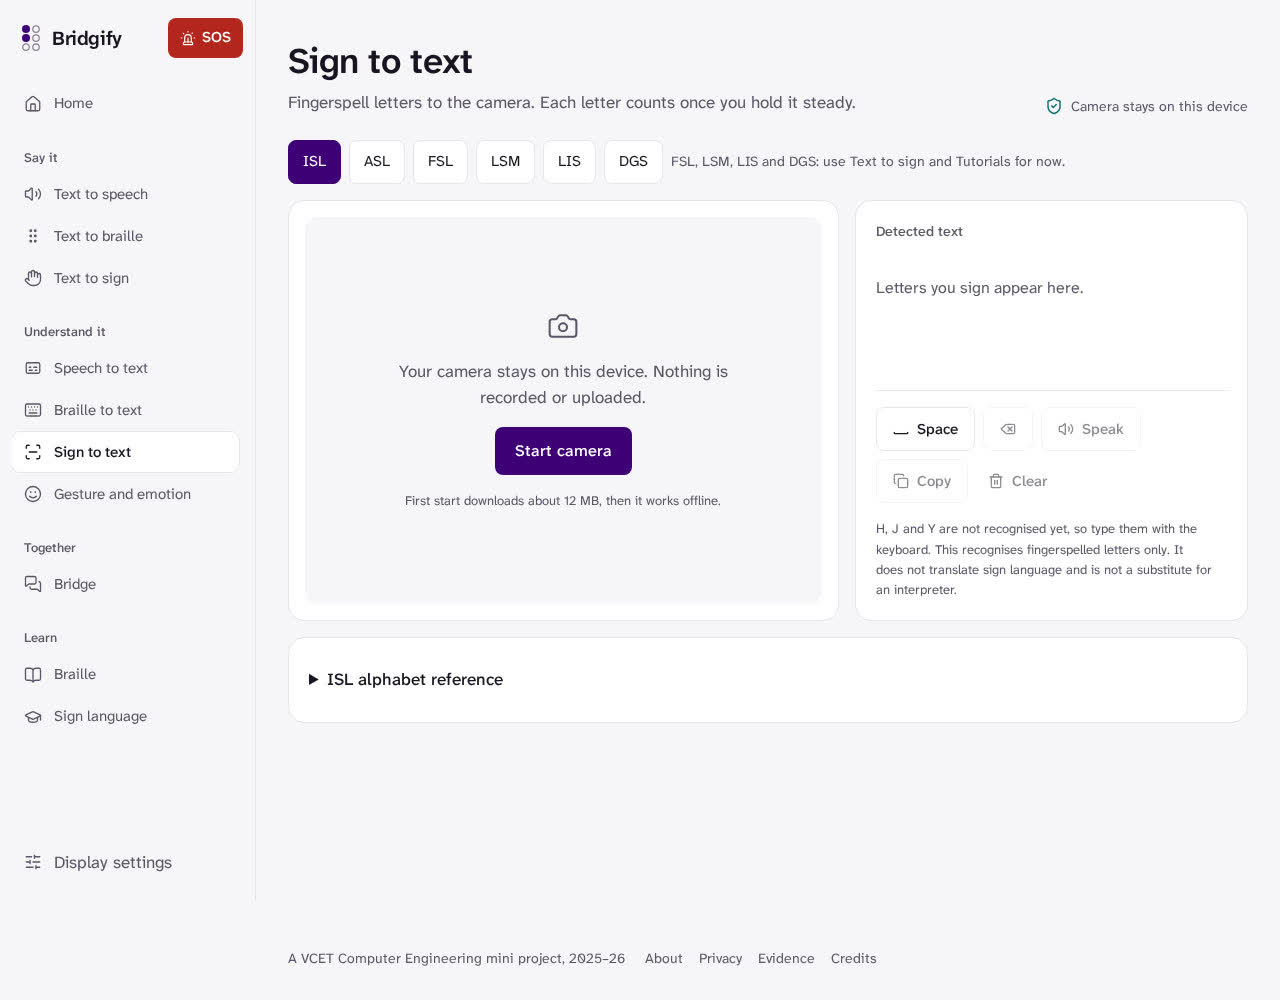 Bridgify
SOS
Home
Say it
Text to speech
Text to braille
Text to sign
Understand it
Speech to text
Braille to text
Sign to text
Gesture and emotion
Together
Bridge
Learn
Braille
Sign language
Display settings
Sign to text
Fingerspell letters to the camera. Each letter counts once you hold it steady.
Camera stays on this device
ISL ASL FSL LSM LIS DGS FSL, LSM, LIS and DGS: use Text to sign and Tutorials for now.
Your camera stays on this device. Nothing is
recorded or uploaded.
Start camera
First start downloads about 12 MB, then it works offline.
Detected text
Letters you sign appear here.
Space Speak
Copy Clear
H, J and Y are not recognised yet, so type them with the
keyboard. This recognises fingerspelled letters only. It
does not translate sign language and is not a substitute for
an interpreter.
ISL alphabet reference
A VCET Computer Engineering mini project, 2025–26 About Privacy Evidence Credits